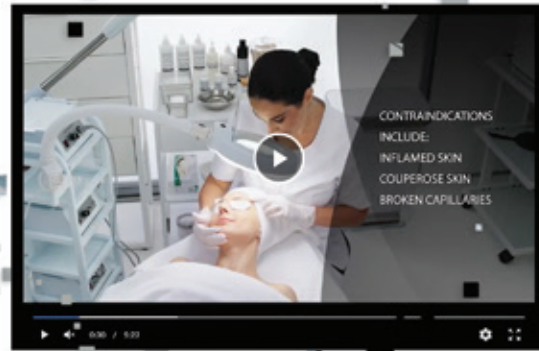 CONTRAINDICATIONS
INCLUDE:
INFLAMED SKIN
COUPEROSE SKIN
BROKEN CAPILLARIES